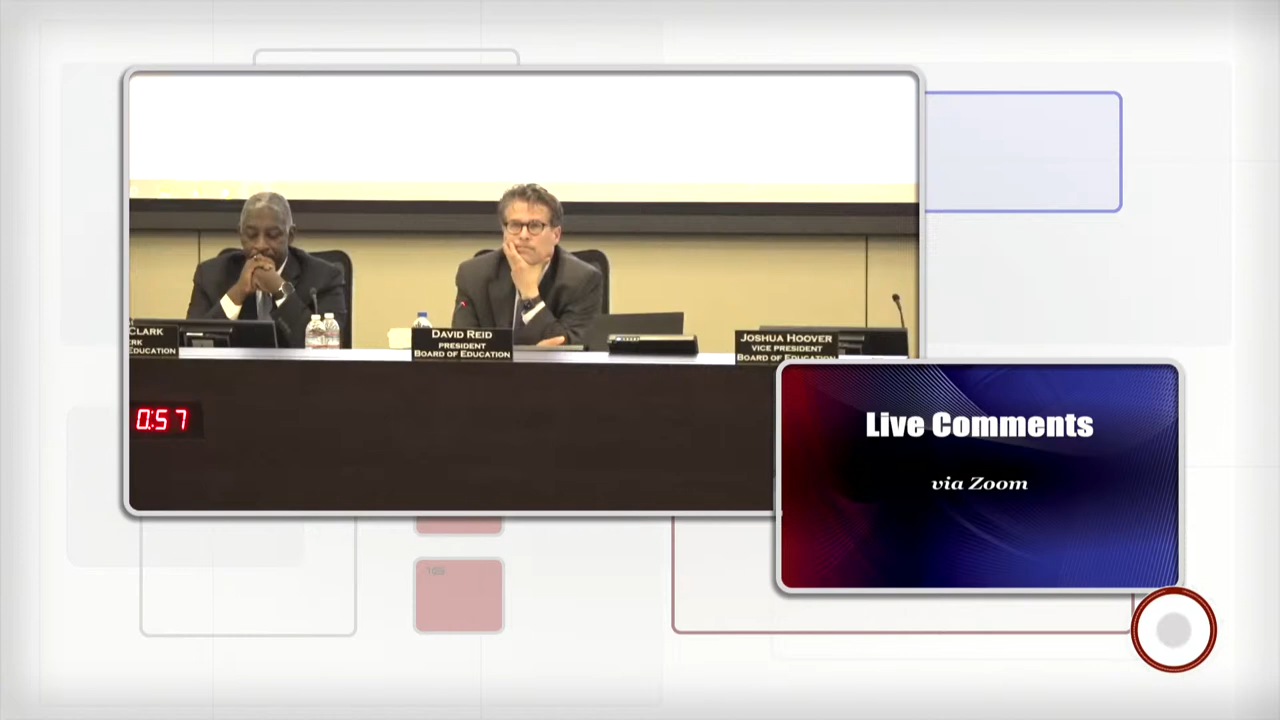 CLARK
ERK
EDUCATION
DAVID REID
PRESIDENT
BOARD OF EDUCATION
JOSHUA HOOVER
VICE PRESIDENT
BOARD OF EDUCATION
0:57
Live Comments
via Zoom